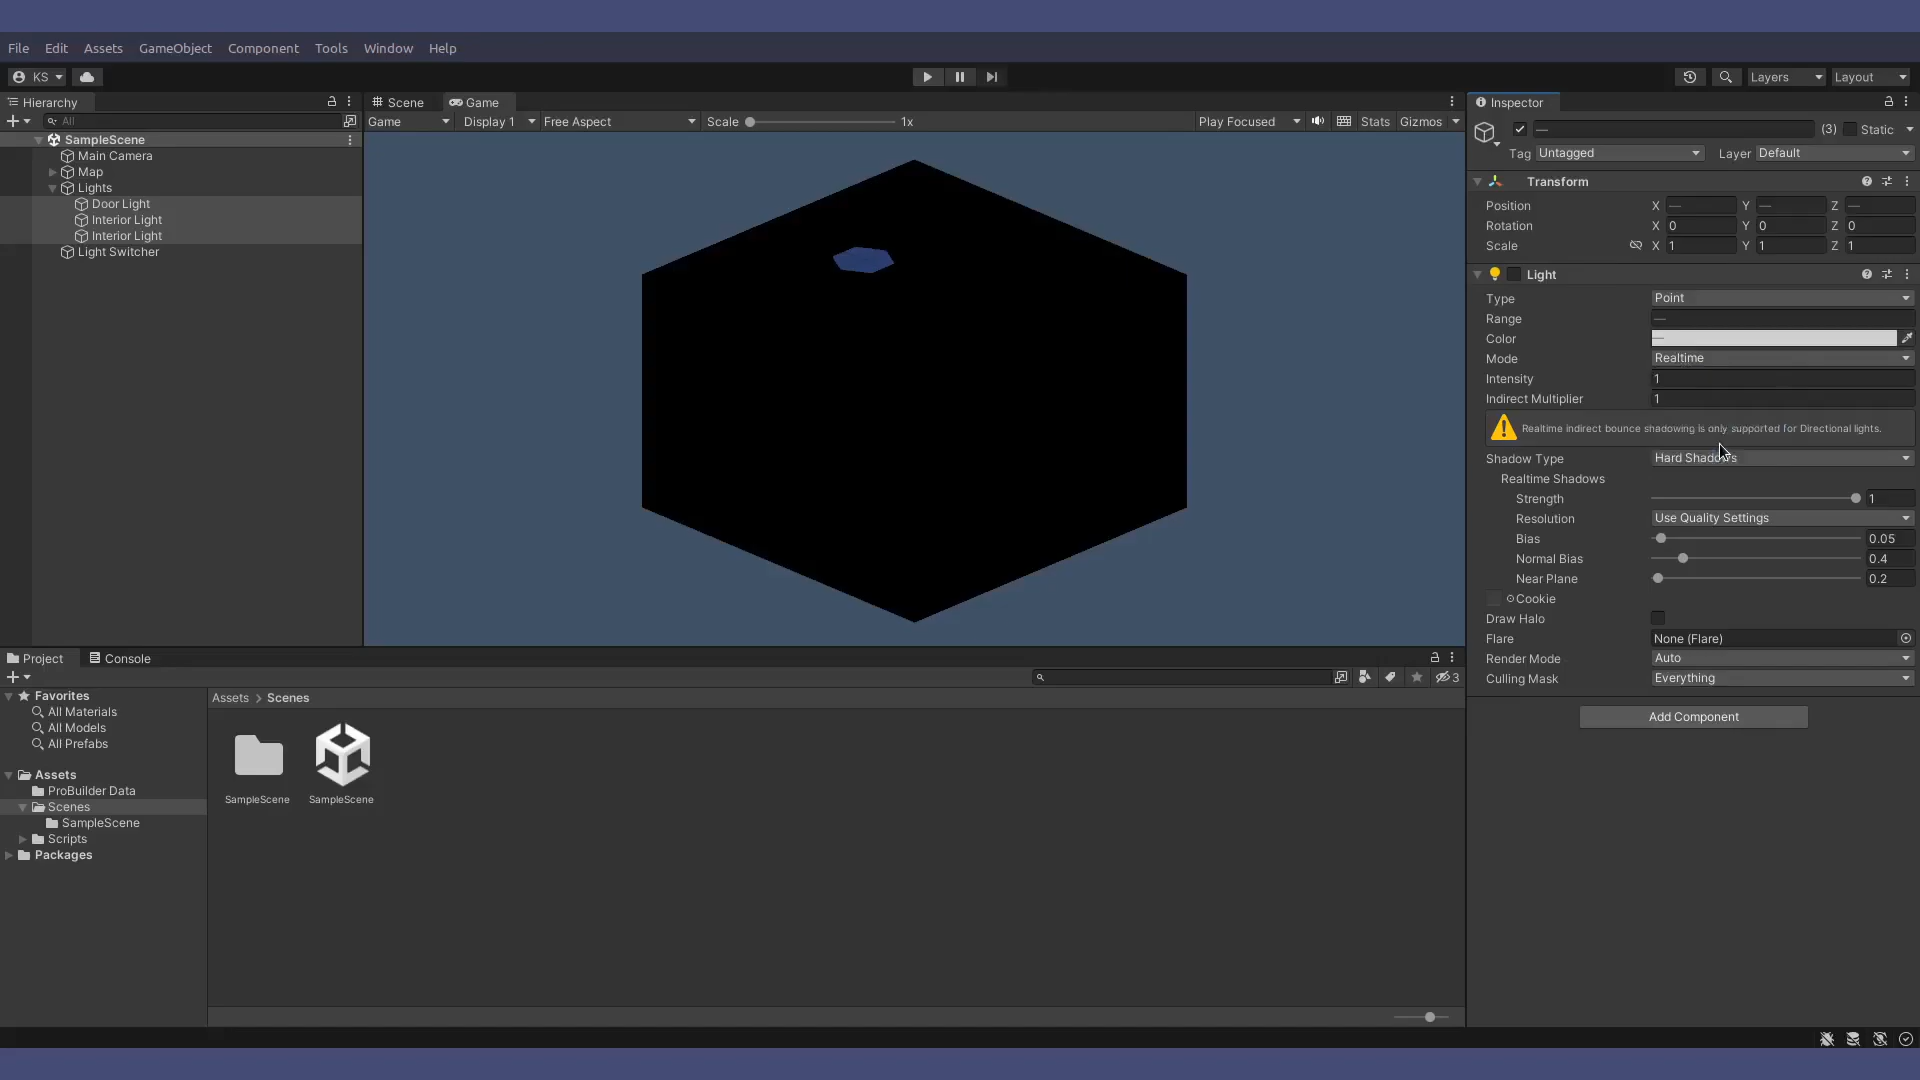 File Edit Assets GameObject Component Tools Window Help
KS Layers Layout
Hierarchy
All
SampleScene
Main Camera
Map
Lights
Door Light
Interior Light
Interior Light
Light Switcher
Scene Game
Game Display 1 Free Aspect Scale 1x Play Focused Stats Gizmos
Inspector
— (3) Static
Tag Untagged Layer Default
Transform
Position X — Y — Z —
Rotation X 0 Y 0 Z 0
Scale X 1 Y 1 Z 1
Light
Type Point
Range —
Color —
Mode Realtime
Intensity 1
Indirect Multiplier 1
Realtime indirect bounce shadowing is only supported for Directional lights.
Shadow Type Hard Shadows
Realtime Shadows
Strength 1
Resolution Use Quality Settings
Bias 0.05
Normal Bias 0.4
Near Plane 0.2
Cookie
Draw Halo
Flare None (Flare)
Render Mode Auto
Culling Mask Everything
Add Component
Project Console
3
Favorites
All Materials
All Models
All Prefabs
Assets
ProBuilder Data
Scenes
SampleScene
Scripts
Packages
Assets > Scenes
SampleScene SampleScene